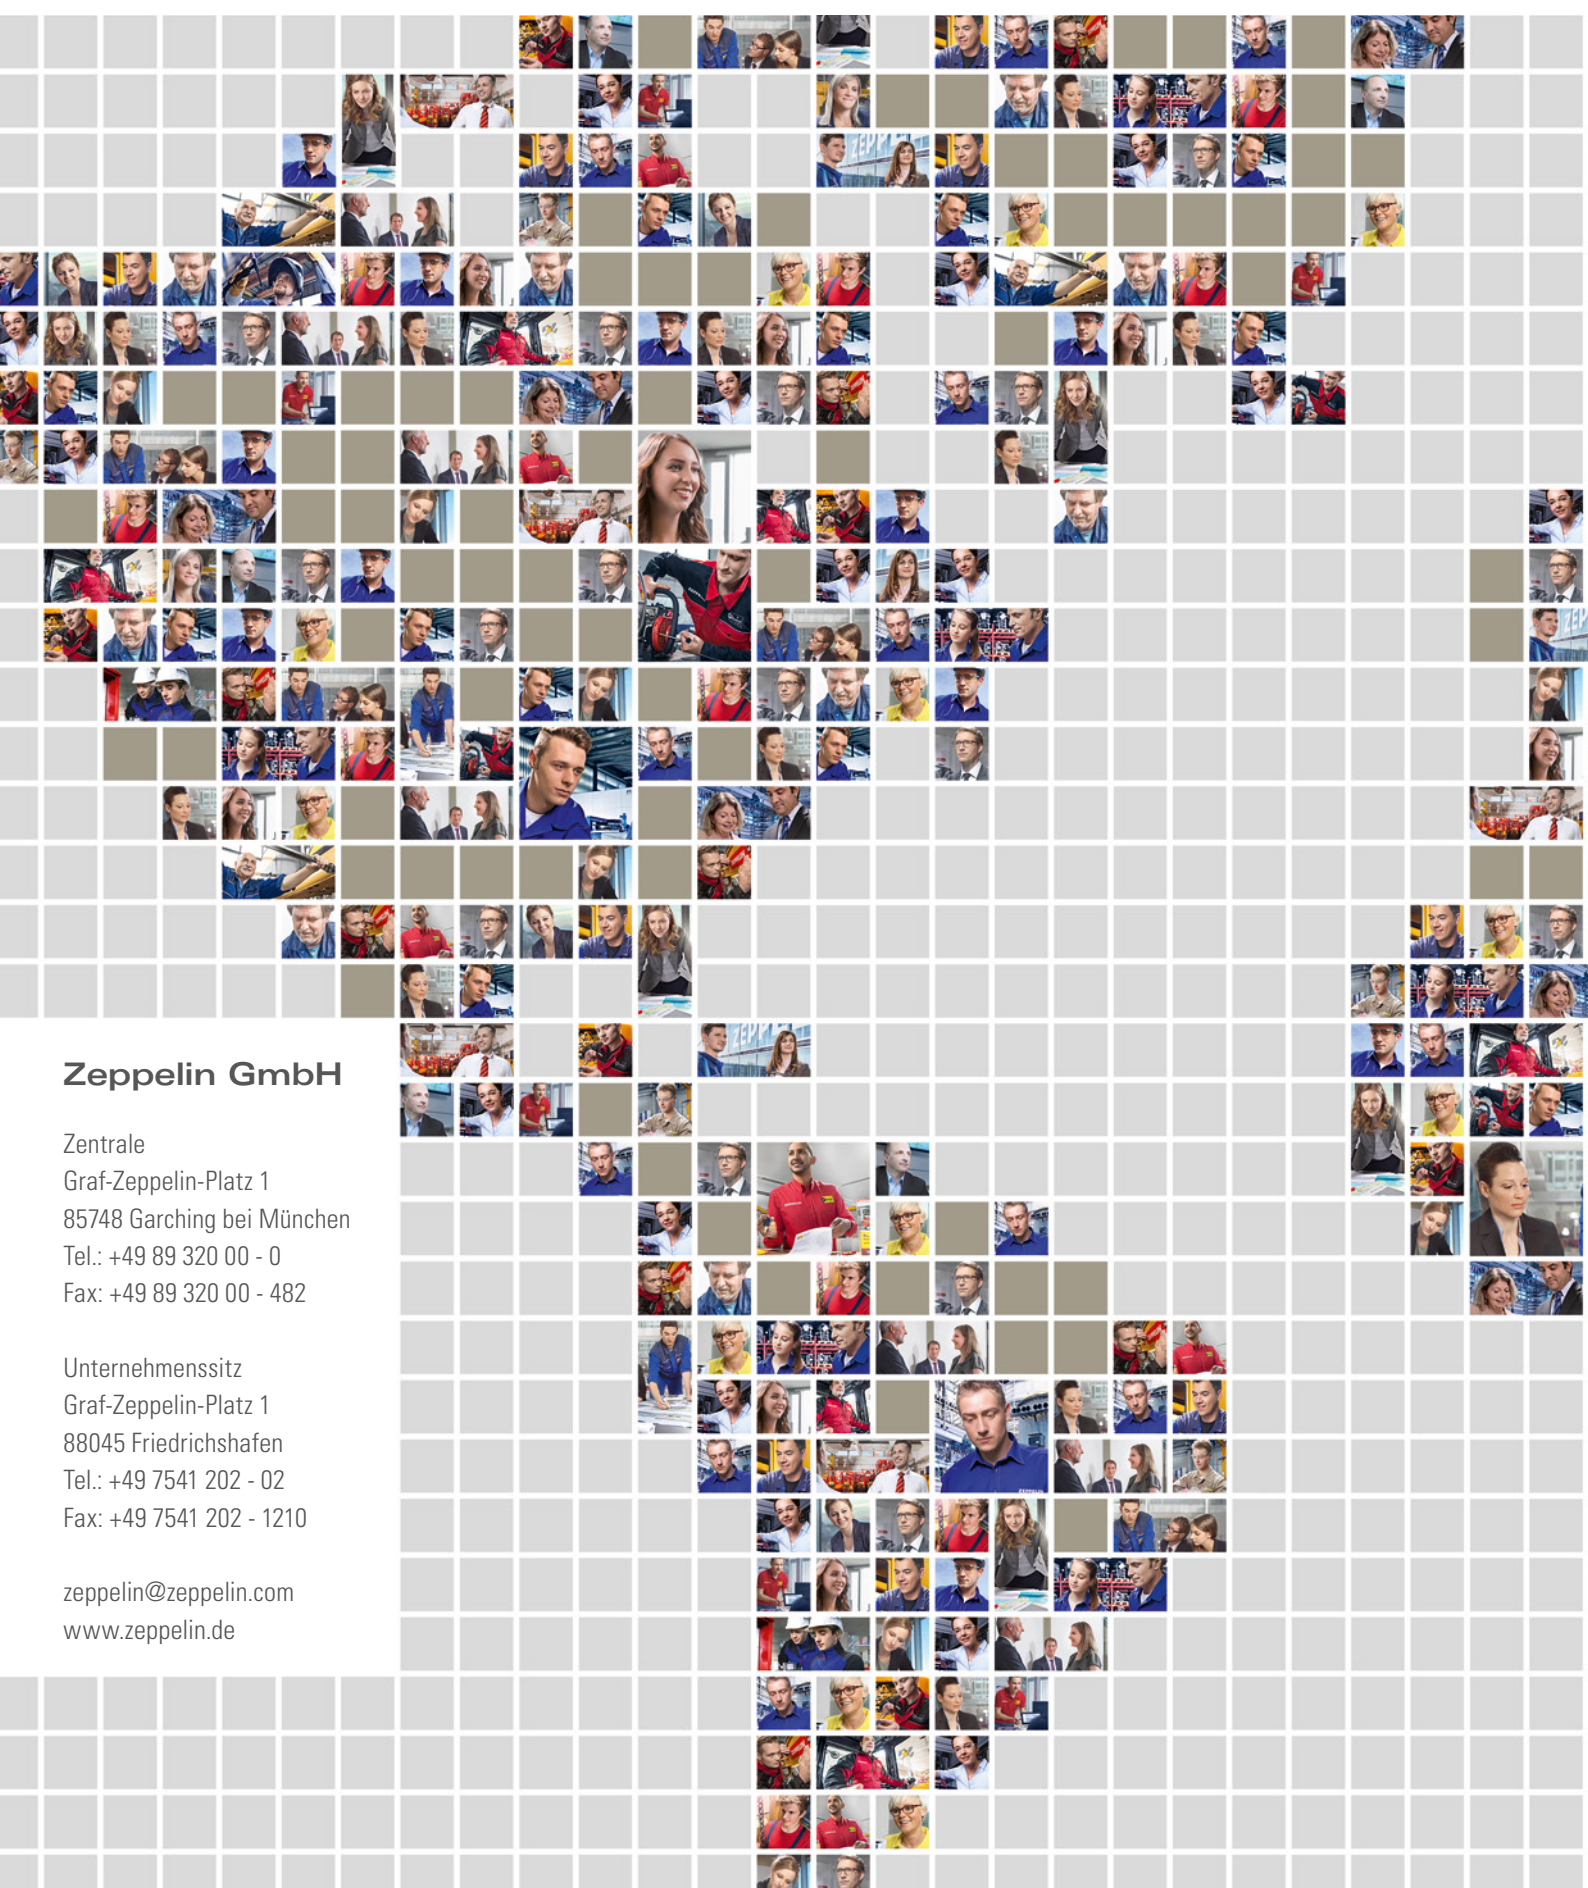 Zeppelin GmbH
Zentrale
Graf-Zeppelin-Platz 1
85748 Garching bei München
Tel.: +49 89 320 00 - 0
Fax: +49 89 320 00 - 482
Unternehmenssitz
Graf-Zeppelin-Platz 1
88045 Friedrichshafen
Tel.: +49 7541 202 - 02
Fax: +49 7541 202 - 1210
zeppelin@zeppelin.com
www.zeppelin.de